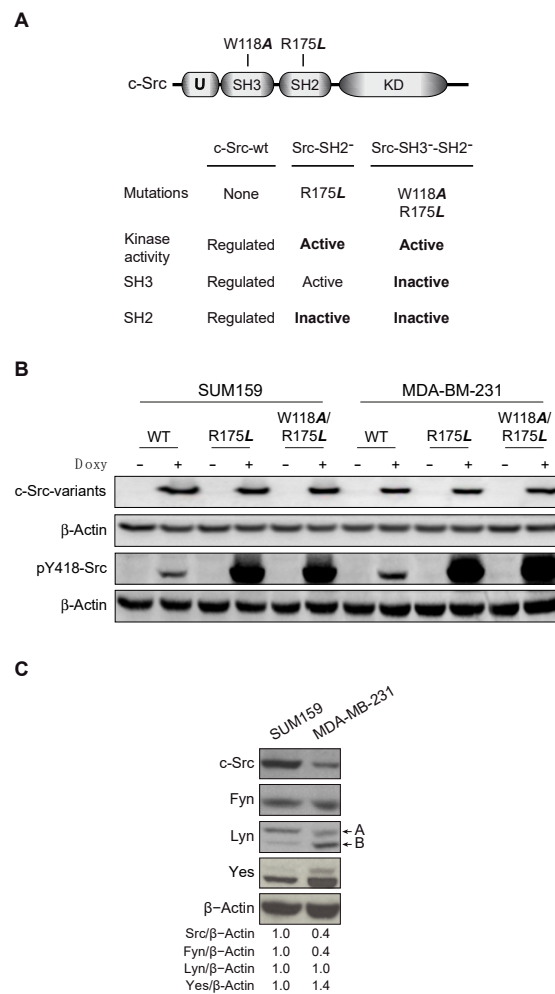 A
W118A R175L
c-Src U SH3 SH2 KD
c-Src-wt Src-SH2⁻ Src-SH3⁻-SH2⁻
Mutations None R175L W118A
R175L
Kinase
activity Regulated Active Active
SH3 Regulated Active Inactive
SH2 Regulated Inactive Inactive
B
SUM159 MDA-BM-231
WT R175L W118A/
R175L WT R175L W118A/
R175L
Doxy – + – + – + – + – + – +
c-Src-variants
β-Actin
pY418-Src
β-Actin
C
SUM159 MDA-MB-231
c-Src
Fyn
Lyn A
B
Yes
β−Actin
Src/β−Actin 1.0 0.4
Fyn/β−Actin 1.0 0.4
Lyn/β−Actin 1.0 1.0
Yes/β-Actin 1.0 1.4